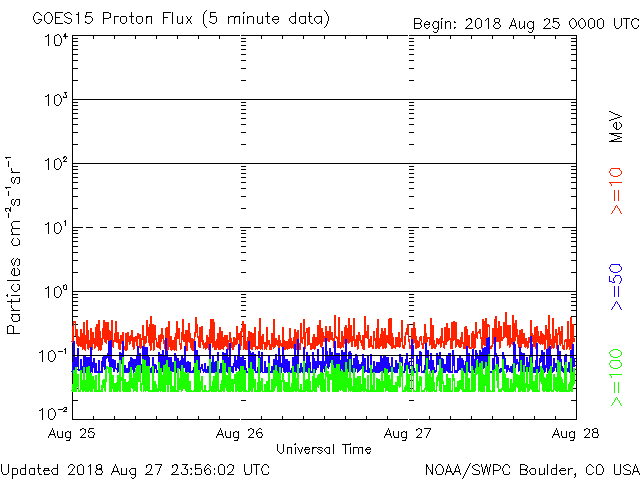 GOES15 Proton Flux (5 minute data)
Begin: 2018 Aug 25 0000 UTC
10⁴
10³
10²
10¹
10⁰
10⁻¹
10⁻²
Particles cm⁻²s⁻¹sr⁻¹
MeV
>=10
>=50
>=100
Aug 25
Aug 26
Aug 27
Aug 28
Universal Time
Updated 2018 Aug 27 23:56:02 UTC
NOAA/SWPC Boulder, CO USA